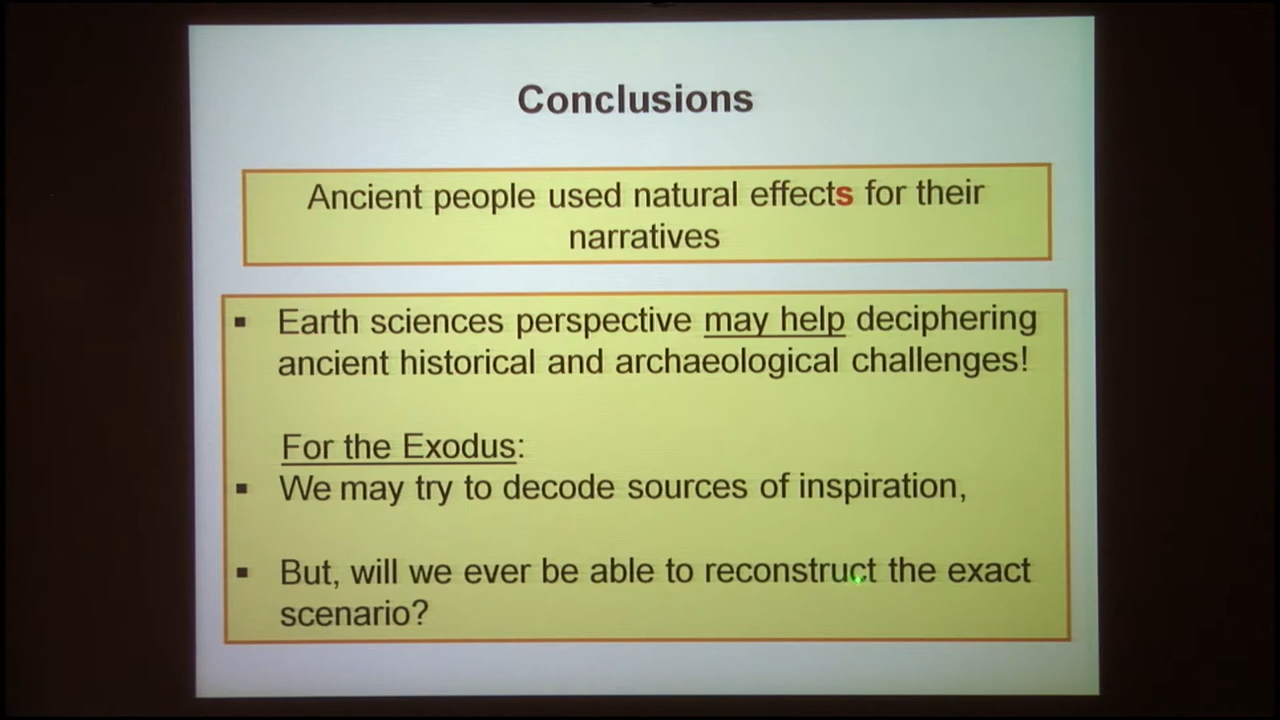 Conclusions
Ancient people used natural effects for their
narratives
▪ Earth sciences perspective may help deciphering
ancient historical and archaeological challenges!
For the Exodus:
▪ We may try to decode sources of inspiration,
▪ But, will we ever be able to reconstruct the exact
scenario?